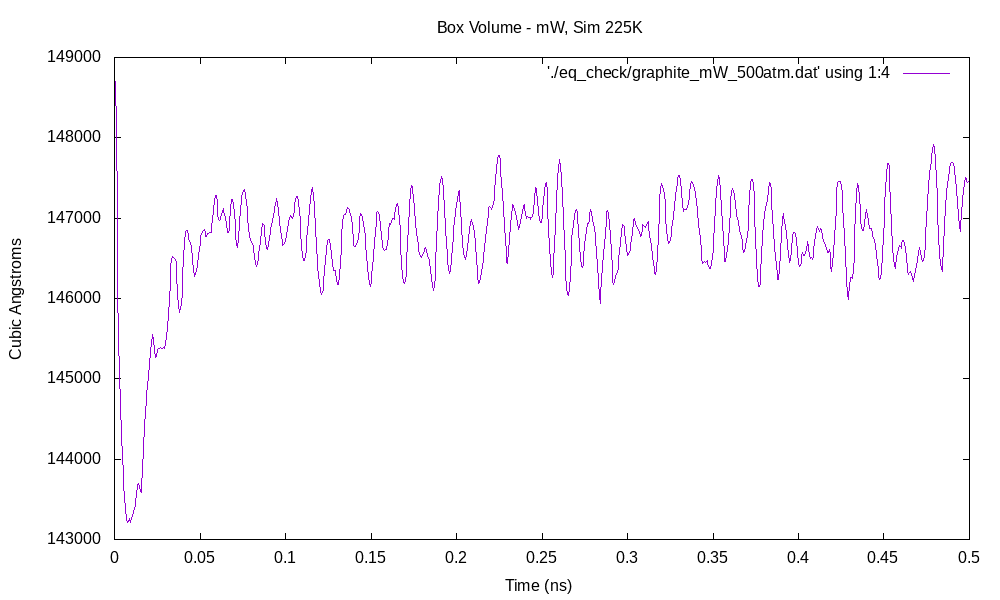 Box Volume - mW, Sim 225K
'./eq_check/graphite_mW_500atm.dat' using 1:4
149000
148000
147000
146000
145000
144000
143000
Cubic Angstroms
0 0.05 0.1 0.15 0.2 0.25 0.3 0.35 0.4 0.45 0.5
Time (ns)